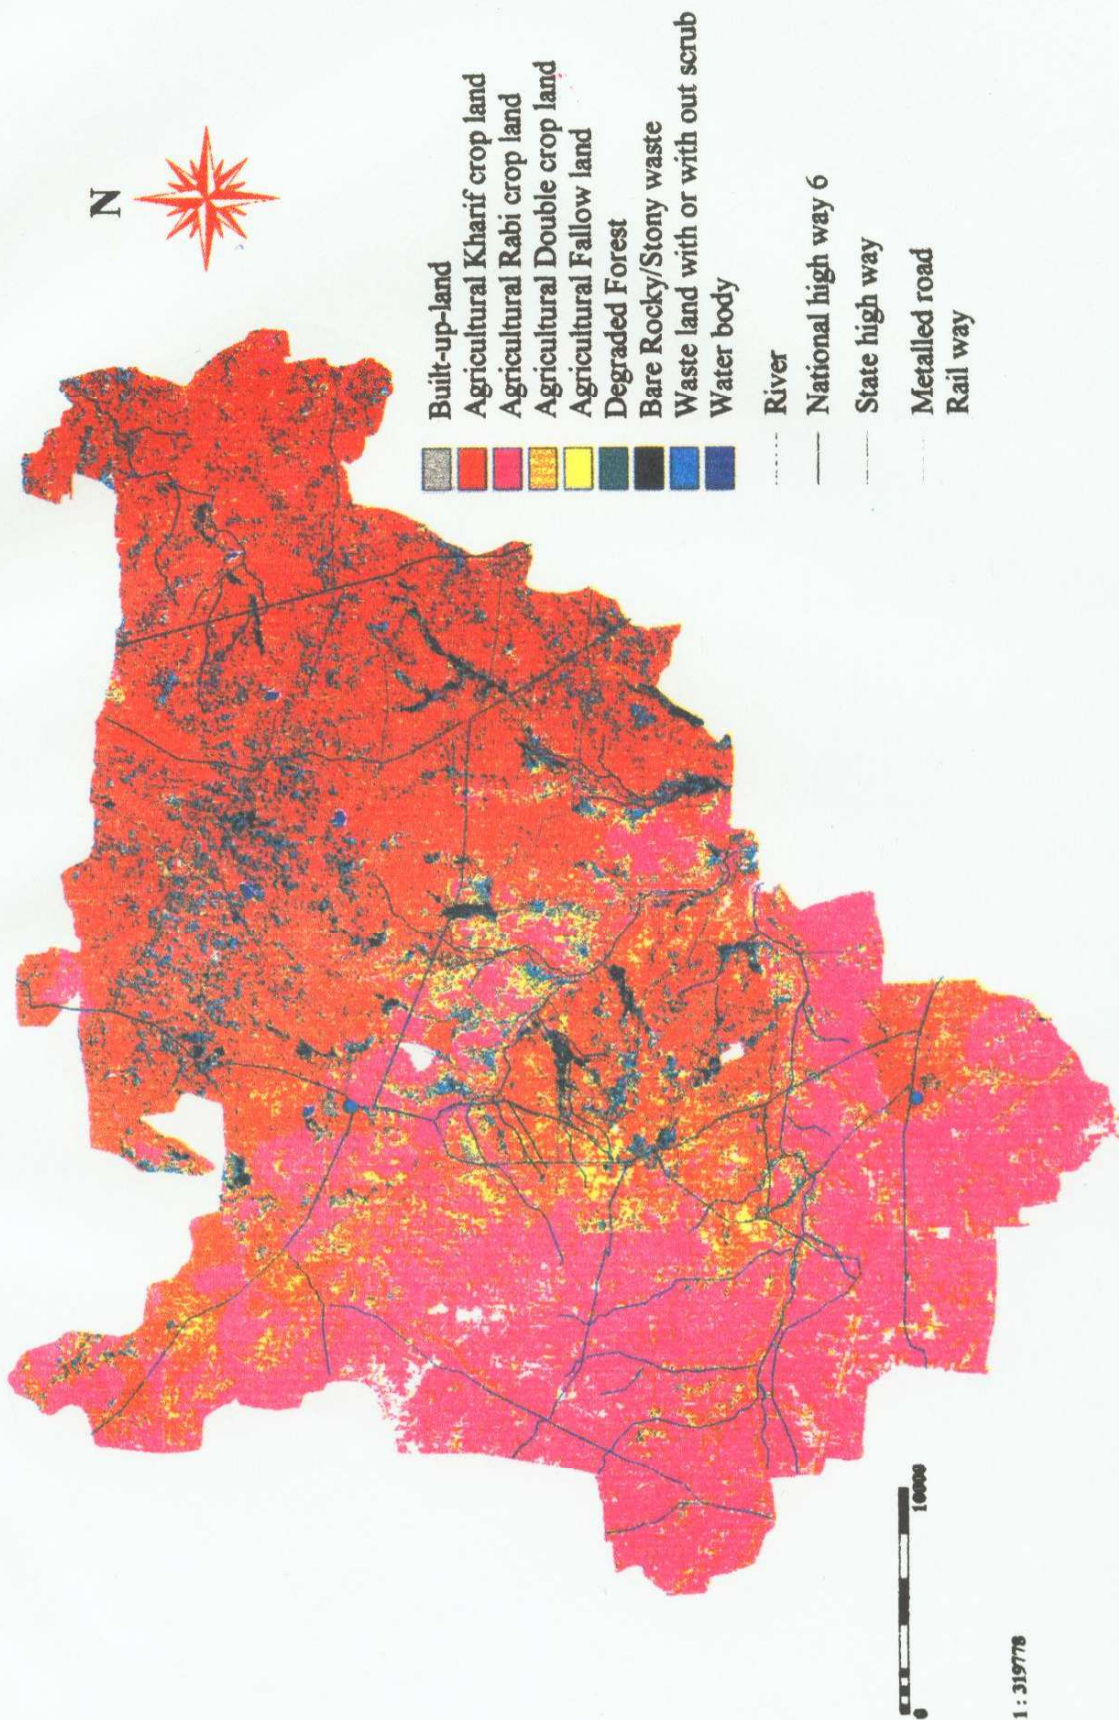 N
Built-up-land
Agricultural Kharif crop land
Agricultural Rabi crop land
Agricultural Double crop land
Agricultural Fallow land
Degraded Forest
Bare Rocky/Stony waste
Waste land with or with out scrub
Water body
River
National high way 6
State high way
Metalled road
Rail way
0 10000
1 : 319778